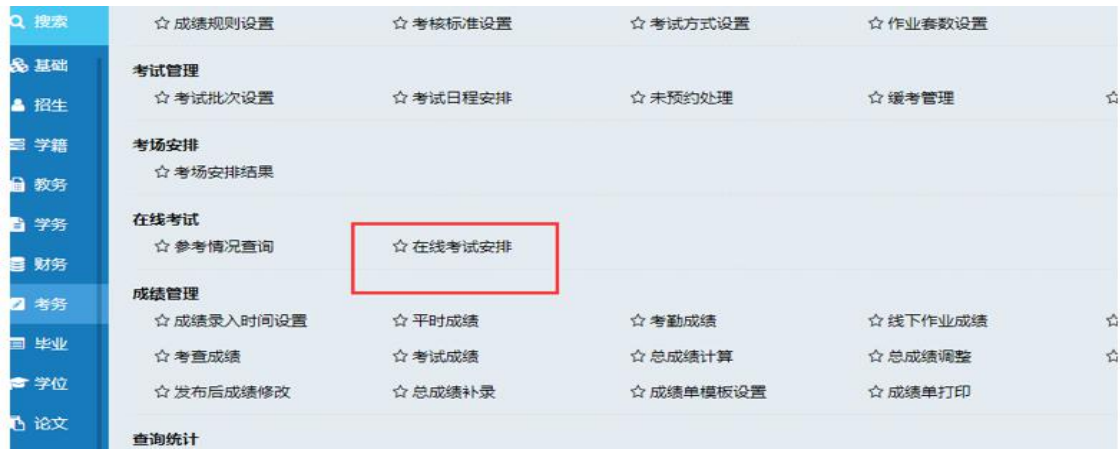 搜索
基础
招生
学籍
教务
学务
财务
考务
毕业
学位
论文
☆ 成绩规则设置 ☆ 考核标准设置 ☆ 考试方式设置 ☆ 作业套数设置
考试管理
☆ 考试批次设置 ☆ 考试日程安排 ☆ 未预约处理 ☆ 缓考管理
考场安排
☆ 考场安排结果
在线考试
☆ 参考情况查询 ☆ 在线考试安排
成绩管理
☆ 成绩录入时间设置 ☆ 平时成绩 ☆ 考勤成绩 ☆ 线下作业成绩
☆ 考查成绩 ☆ 考试成绩 ☆ 总成绩计算 ☆ 总成绩调整
☆ 发布后成绩修改 ☆ 总成绩补录 ☆ 成绩单模板设置 ☆ 成绩单打印
查询统计